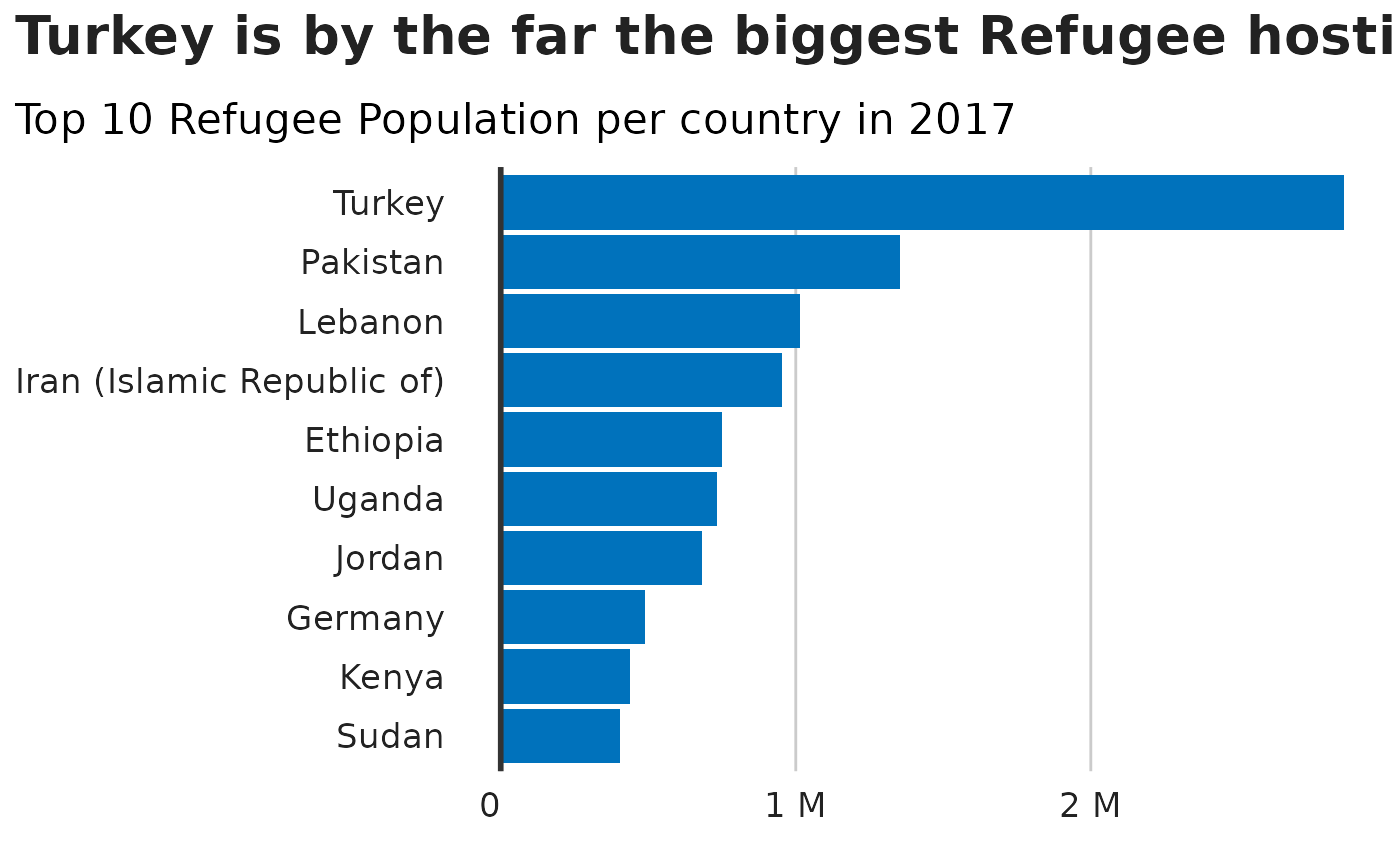 Turkey is by the far the biggest Refugee hosti
Top 10 Refugee Population per country in 2017
Turkey
Pakistan
Lebanon
Iran (Islamic Republic of)
Ethiopia
Uganda
Jordan
Germany
Kenya
Sudan
0 1 M 2 M